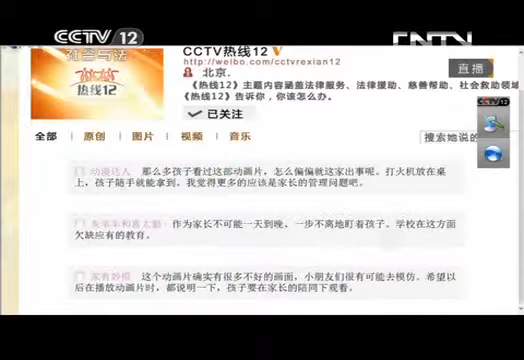 CCTV 12
社会与法
CNTV
热线12
CCTV热线12 V
http://weibo.com/cctvrexian12
北京.
直播
《热线12》主题内容涵盖法律服务、法律援助、慈善帮助、社会救助领域
《热线12》告诉你，你该怎么办。
已关注
CCTV 12
全部 原创 图片 视频 音乐
搜索他说的
动漫达人 那么多孩子看过这部动画片，怎么偏偏就这家出事呢。打火机放在桌
上，孩子随手就能拿到。我觉得更多的应该是家长的管理问题吧。
作为家长不可能一天到晚、一步不离地盯着孩子。学校在这方面
欠缺应有的教育。
家有妙招 这个动画片确实有很多不好的画面，小朋友们很有可能去模仿。希望以
后在播放动画片时，都说明一下，孩子要在家长的陪同下观看。